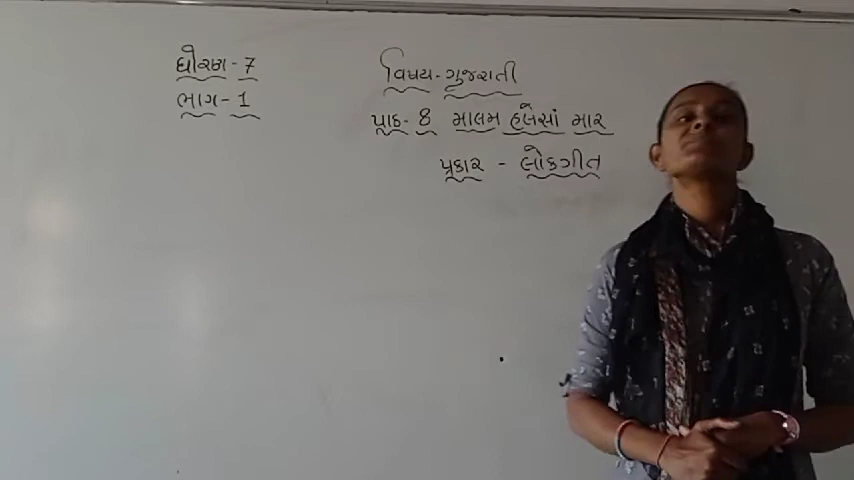 ધોરણ - 7
વિષય - ગુજરાતી
ભાગ - 1
પાઠ - 8 માલમ હલેસાં માર
પ્રકાર - લોકગીત